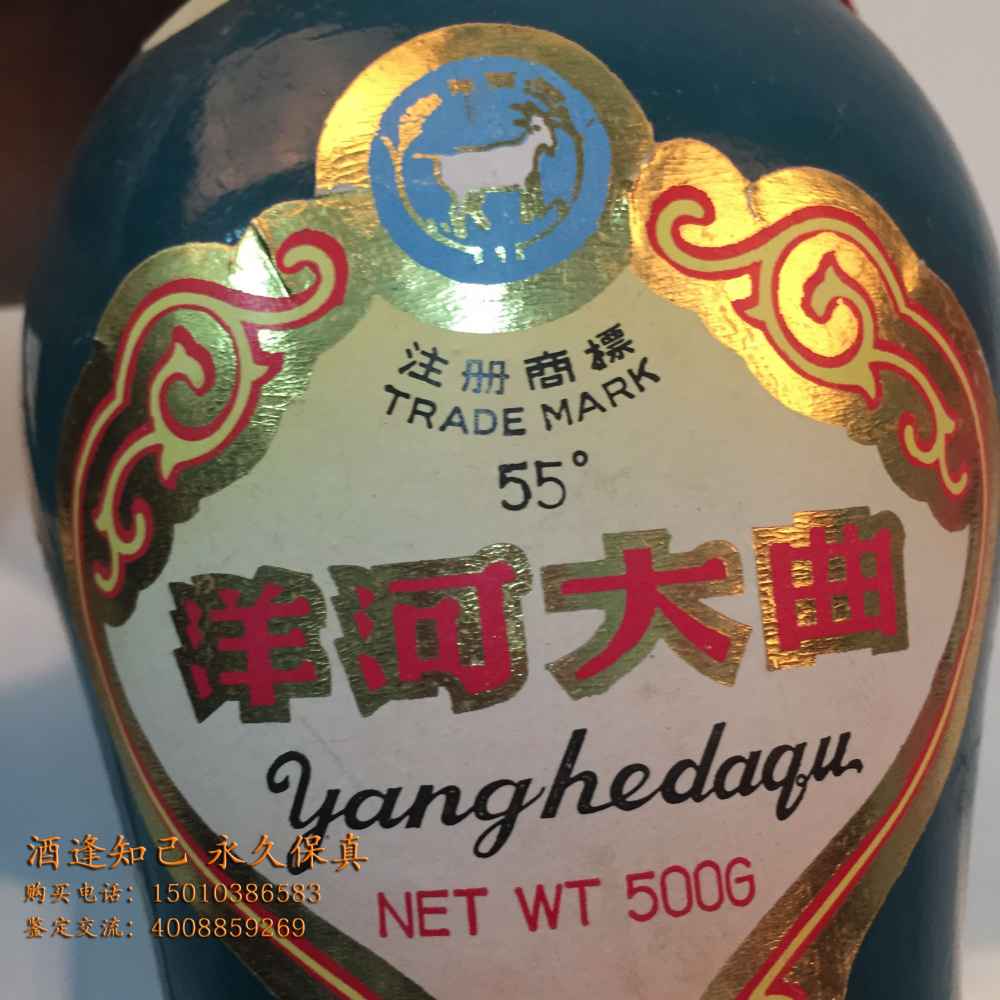 注册商標
TRADE MARK
55°
洋河大曲
yanghedaqu
NET WT 500G
酒逢知己 永久保真
购买电话：15010386583
鉴定交流：4008859269